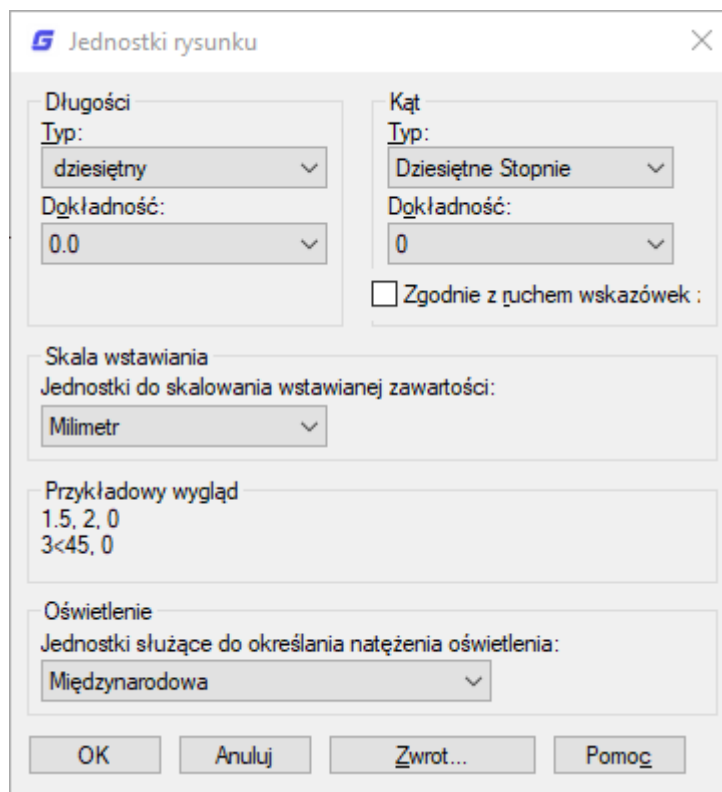 Jednostki rysunku
Długości
Typ:
dziesiętny
Dokładność:
0.0
Kąt
Typ:
Dziesiętne Stopnie
Dokładność:
0
Zgodnie z ruchem wskazówek
Skala wstawiania
Jednostki do skalowania wstawianej zawartości:
Milimetr
Przykładowy wygląd
1.5, 2, 0
3<45, 0
Oświetlenie
Jednostki służące do określania natężenia oświetlenia:
Międzynarodowa
OK
Anuluj
Zwrot...
Pomoc